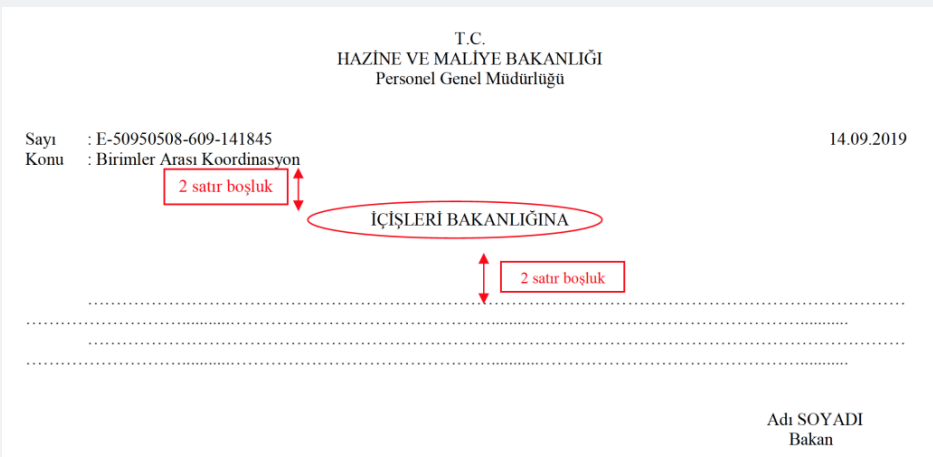 T.C.
HAZİNE VE MALİYE BAKANLIĞI
Personel Genel Müdürlüğü
Sayı : E-50950508-609-141845 14.09.2019
Konu : Birimler Arası Koordinasyon
2 satır boşluk
İÇİŞLERİ BAKANLIĞINA
2 satır boşluk
Adı SOYADI
Bakan